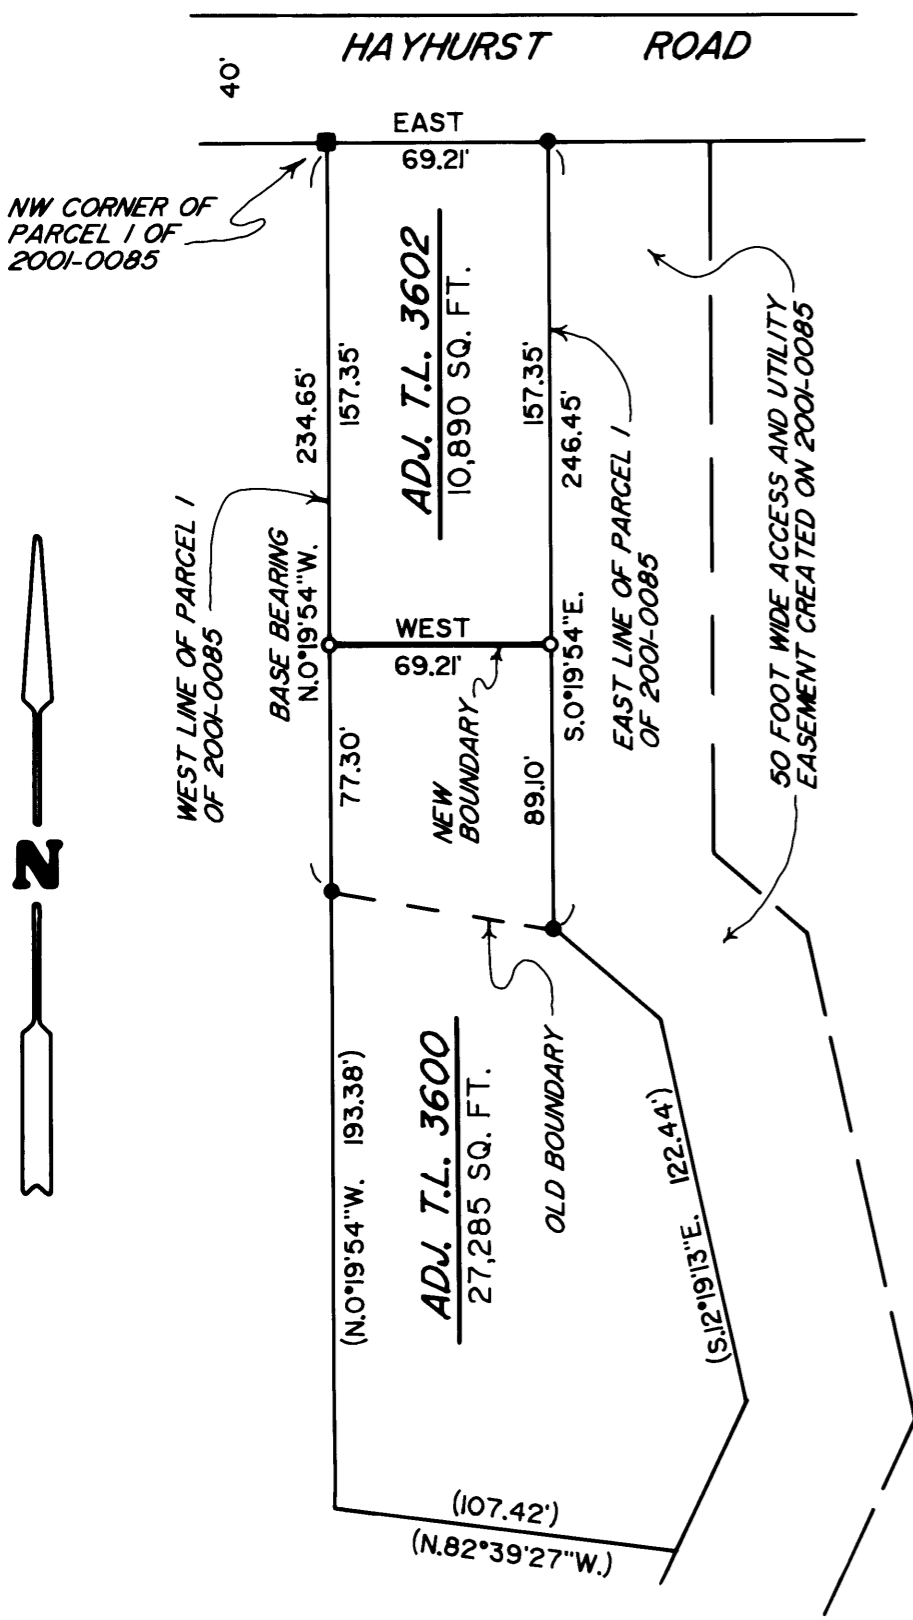 HAYHURST ROAD
40'
EAST
69.21'
NW CORNER OF
PARCEL 1 OF
2001-0085
ADJ. T.L. 3602
10,890 SQ. FT.
234.65'
157.35'
157.35'
246.45'
WEST LINE OF PARCEL 1
OF 2001-0085
BASE BEARING
N.0°19'54"W.
WEST
69.21'
S.0°19'54"E.
EAST LINE OF PARCEL 1
OF 2001-0085
50 FOOT WIDE ACCESS AND UTILITY
EASEMENT CREATED ON 2001-0085
77.30'
NEW
BOUNDARY
89.10'
N
OLD BOUNDARY
ADJ. T.L. 3600
27,285 SQ. FT.
(N.0°19'54"W. 193.38')
(S.12°19'13"E. 122.44')
(107.42')
(N.82°39'27"W.)